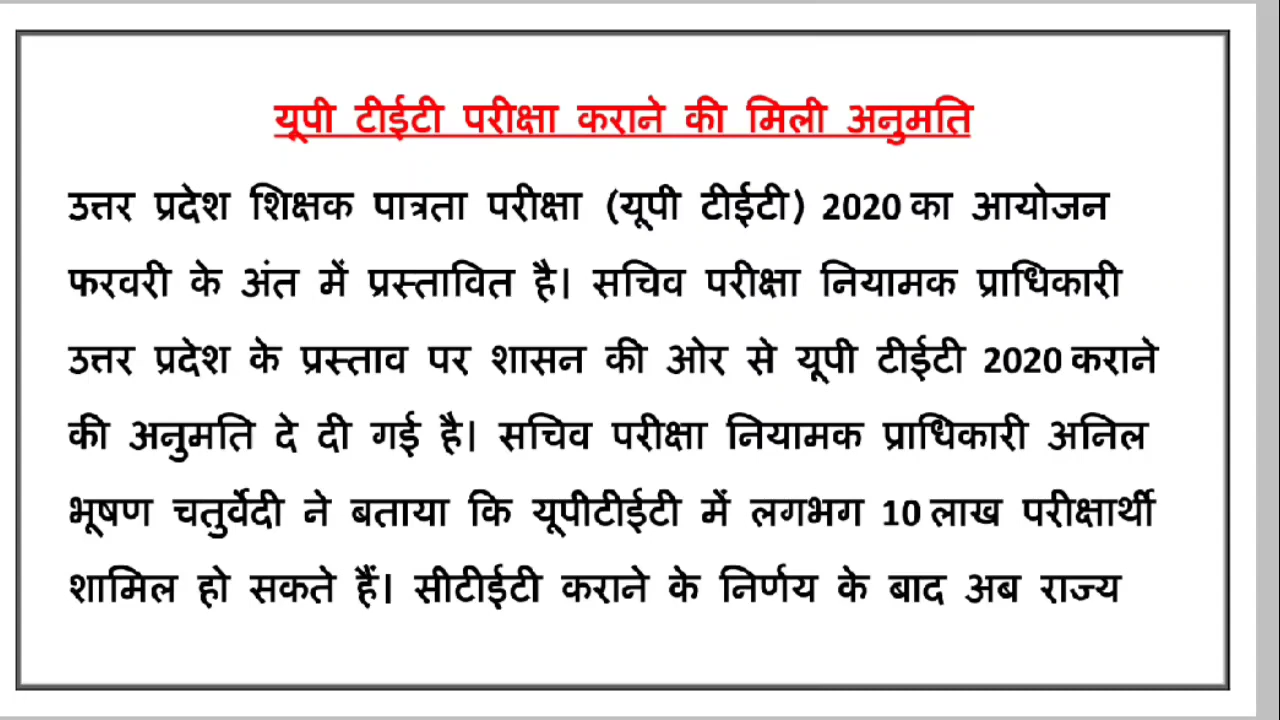 यूपी टीईटी परीक्षा कराने की मिली अनुमति
उत्तर प्रदेश शिक्षक पात्रता परीक्षा (यूपी टीईटी) 2020 का आयोजन
फरवरी के अंत में प्रस्तावित है। सचिव परीक्षा नियामक प्राधिकारी
उत्तर प्रदेश के प्रस्ताव पर शासन की ओर से यूपी टीईटी 2020 कराने
की अनुमति दे दी गई है। सचिव परीक्षा नियामक प्राधिकारी अनिल
भूषण चतुर्वेदी ने बताया कि यूपीटीईटी में लगभग 10 लाख परीक्षार्थी
शामिल हो सकते हैं। सीटीईटी कराने के निर्णय के बाद अब राज्य